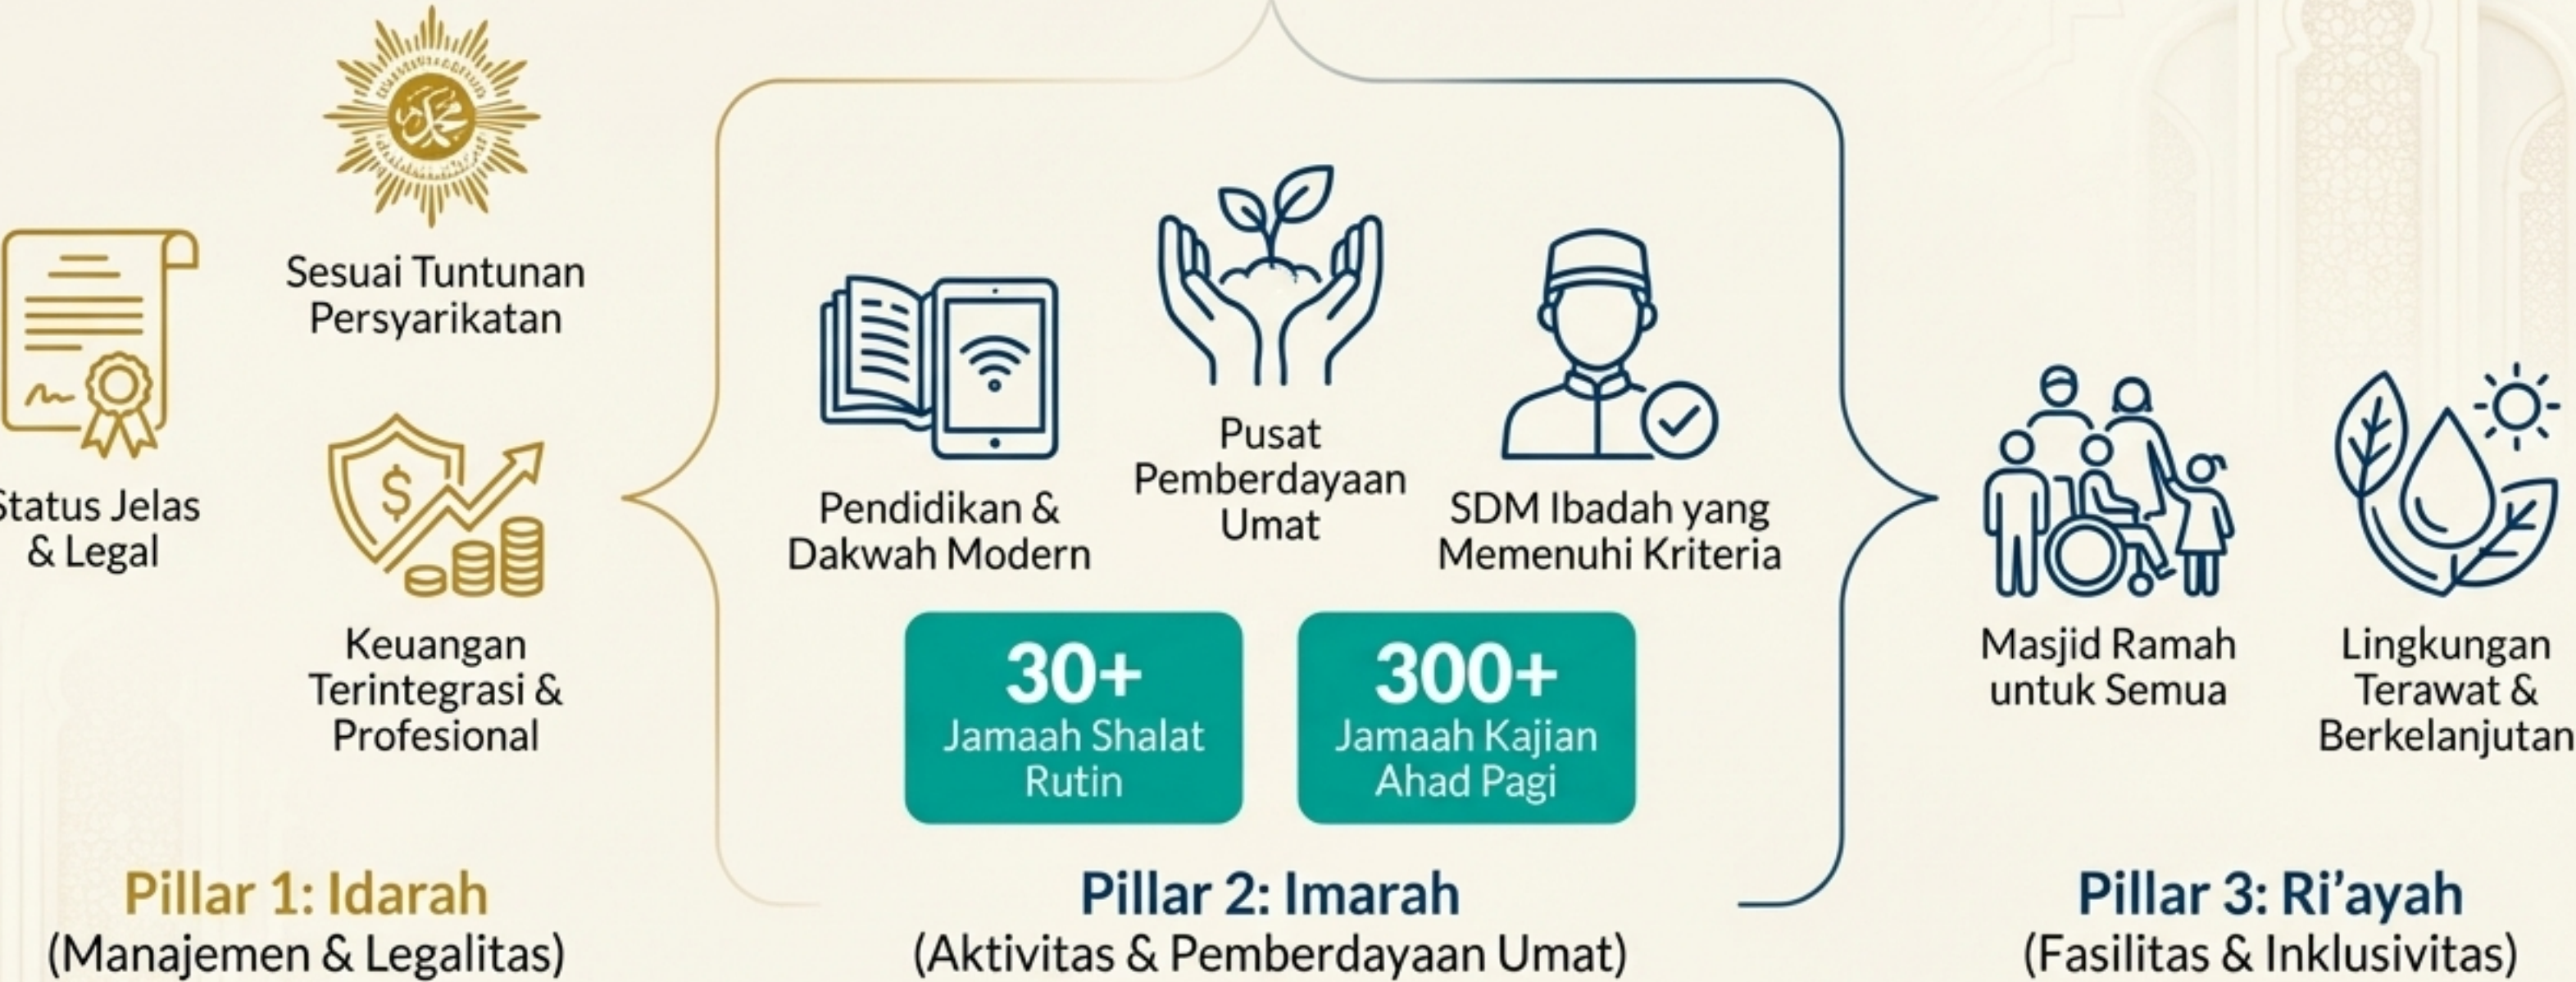 Sesuai Tuntunan
Persyarikatan
Status Jelas
& Legal
$
Keuangan
Terintegrasi &
Profesional
Pillar 1: Idarah
(Manajemen & Legalitas)
Pendidikan &
Dakwah Modern
Pusat
Pemberdayaan
Umat
SDM Ibadah yang
Memenuhi Kriteria
30+
Jamaah Shalat
Rutin
300+
Jamaah Kajian
Ahad Pagi
Pillar 2: Imarah
(Aktivitas & Pemberdayaan Umat)
Masjid Ramah
untuk Semua
Lingkungan
Terawat &
Berkelanjutan
Pillar 3: Ri’ayah
(Fasilitas & Inklusivitas)